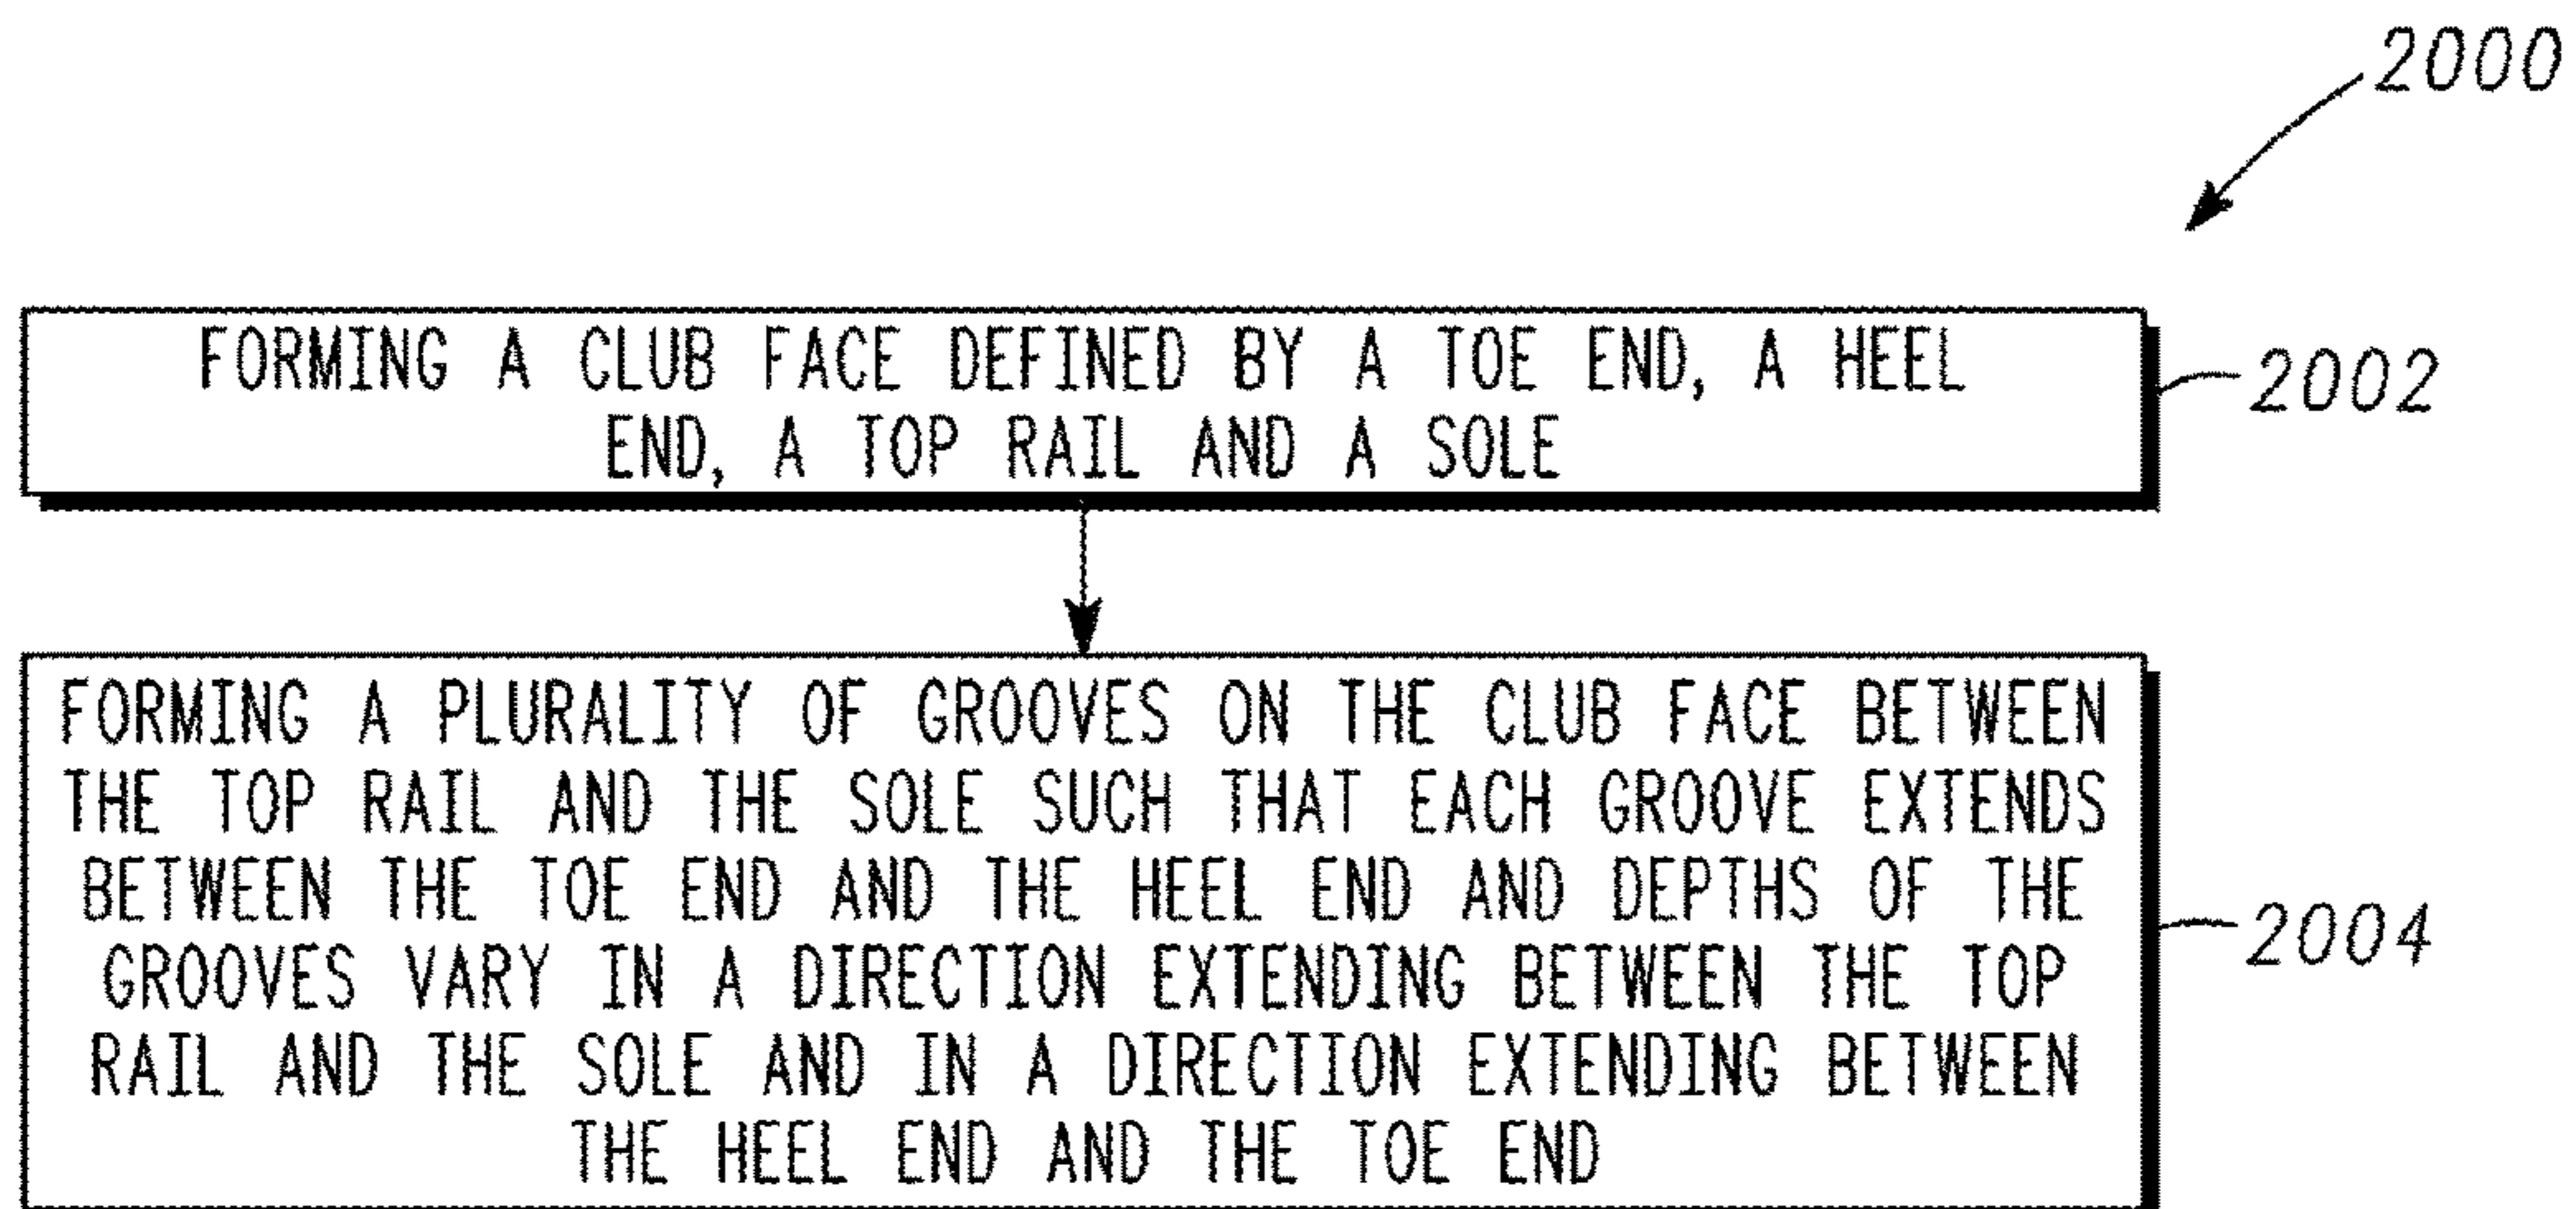 2000
FORMING A CLUB FACE DEFINED BY A TOE END, A HEEL
END, A TOP RAIL AND A SOLE
2002
FORMING A PLURALITY OF GROOVES ON THE CLUB FACE BETWEEN
THE TOP RAIL AND THE SOLE SUCH THAT EACH GROOVE EXTENDS
BETWEEN THE TOE END AND THE HEEL END AND DEPTHS OF THE
GROOVES VARY IN A DIRECTION EXTENDING BETWEEN THE TOP
RAIL AND THE SOLE AND IN A DIRECTION EXTENDING BETWEEN
THE HEEL END AND THE TOE END
2004